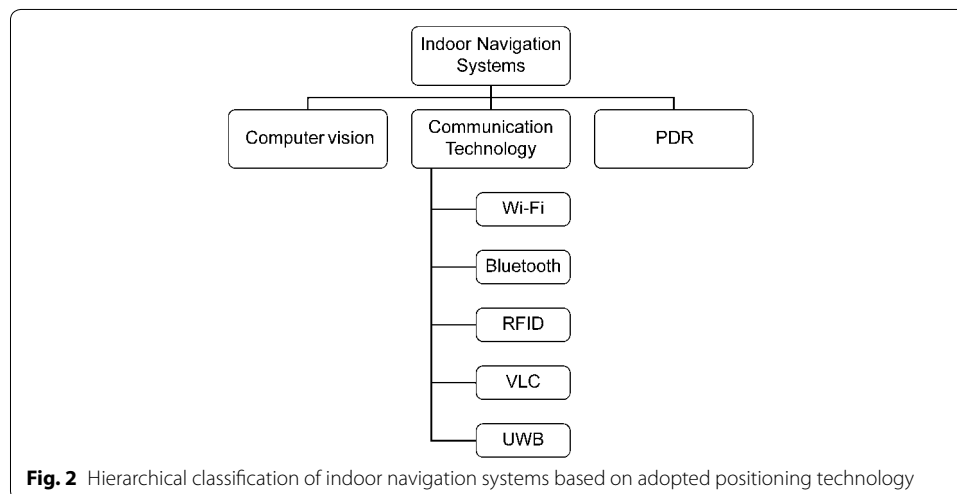 Indoor Navigation
Systems
Computer vision
Communication
Technology
PDR
Wi-Fi
Bluetooth
RFID
VLC
UWB
Fig. 2 Hierarchical classification of indoor navigation systems based on adopted positioning technology